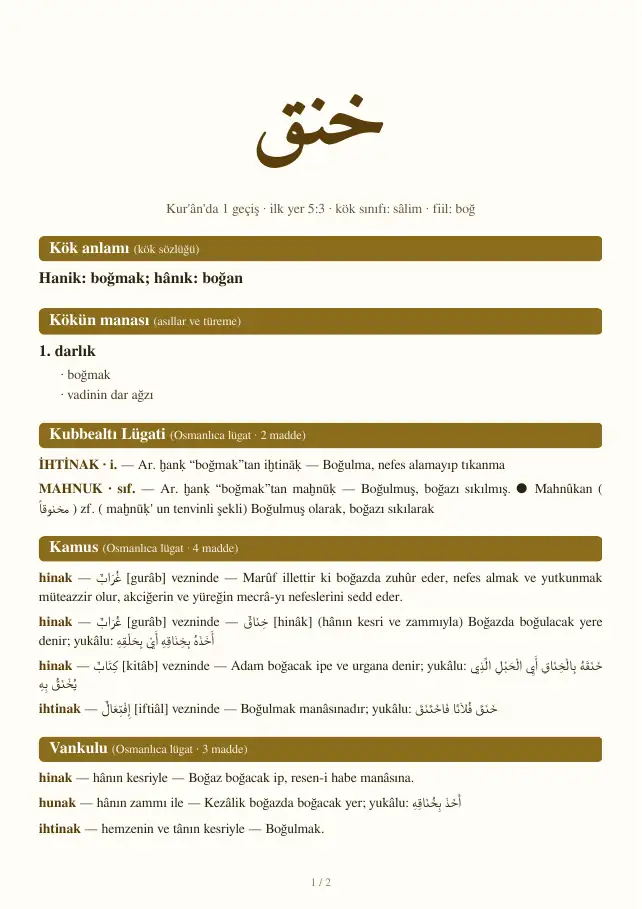 خنق
Kur'ân'da 1 geçiş · ilk yer 5:3 · kök sınıfı: sâlim · fiil: boğ
Kök anlamı (kök sözlüğü)
Hanik: boğmak; hânık: boğan
Kökün manası (asıllar ve türeme)
1. darlık
· boğmak
· vadinin dar ağzı
Kubbealtı Lügati (Osmanlıca lügat · 2 madde)
İHTİNAK · i. — Ar. ḫanḳ “boğmak”tan iḫtināḳ — Boğulma, nefes alamayıp tıkanma
MAHNUK · sıf. — Ar. ḫanḳ “boğmak”tan maḫnūḳ — Boğulmuş, boğazı sıkılmış. ● Mahnûkan (
مخنوقاً ) zf. ( maḫnūḳ' un tenvinli şekli) Boğulmuş olarak, boğazı sıkılarak
Kamus (Osmanlıca lügat · 4 madde)
hinak — غُرَابٌ [gurâb] vezninde — Marûf illettir ki boğazda zuhûr eder, nefes almak ve yutkunmak
müteazzir olur, akciğerin ve yüreğin mecrâ-yı nefeslerini sedd eder.
hinak — غُرَابٌ [gurâb] vezninde — خِنَاقٌ [hinâk] (hânın kesri ve zammıyla) Boğazda boğulacak yere
denir; yukâlu: أَخَذَهُ بِخِنَاقِهِ أَيْ بِحَلْقِهِ
hinak — كِتَابٌ [kitâb] vezninde — Adam boğacak ipe ve urgana denir; yukâlu: خَنَقَهُ بِالْخِنَاقِ أَيِ الْحَبْلِ الَّذِي
يُخْنَقُ بِهِ
ihtinak — إِفْتِعَالٌ [iftiâl] vezninde — Boğulmak manâsınadır; yukâlu: خَنَقَ فُلَانًا فَاخْتَنَقَ
Vankulu (Osmanlıca lügat · 3 madde)
hinak — hânın kesriyle — Boğaz boğacak ip, resen-i habe manâsına.
hunak — hânın zammı ile — Kezâlik boğazda boğacak yer; yukâlu: أَخَذَ بِخُنَاقِهِ
ihtinak — hemzenin ve tânın kesriyle — Boğulmak.
1 / 2